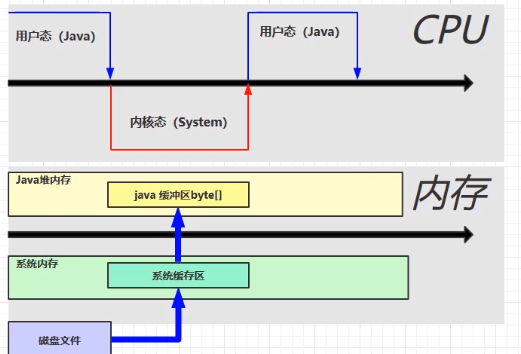 CPU
用户态（Java）
用户态（Java）
内核态（System）
内存
Java堆内存
java 缓冲区byte[]
系统内存
系统缓存区
磁盘文件